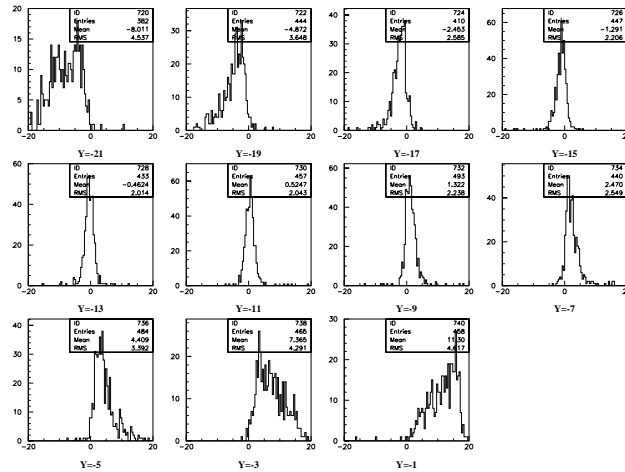 ID 720
Entries 382
Mean -8.011
RMS 4.537
20
15
10
5
0
-20 0 20
Y=-21
ID 722
Entries 444
Mean -4.872
RMS 3.648
30
20
10
0
-20 0 20
Y=-19
ID 724
Entries 410
Mean -2.463
RMS 2.585
40
30
20
10
0
-20 0 20
Y=-17
ID 726
Entries 447
Mean -1.291
RMS 2.206
60
40
20
0
-20 0 20
Y=-15
ID 728
Entries 433
Mean -0.4624
RMS 2.014
60
40
20
0
-20 0 20
Y=-13
ID 730
Entries 457
Mean 0.5247
RMS 2.043
60
40
20
0
-20 0 20
Y=-11
ID 732
Entries 493
Mean 1.322
RMS 2.238
60
40
20
0
-20 0 20
Y=-9
ID 734
Entries 440
Mean 2.470
RMS 2.549
40
20
0
-20 0 20
Y=-7
ID 736
Entries 484
Mean 4.409
RMS 3.392
40
30
20
10
0
-20 0 20
Y=-5
ID 738
Entries
Mean 7.365
RMS 4.291
20
10
0
-20 0 20
Y=-3
ID 740
Entries
Mean
RMS
30
20
10
0
-20 0 20
Y=-1